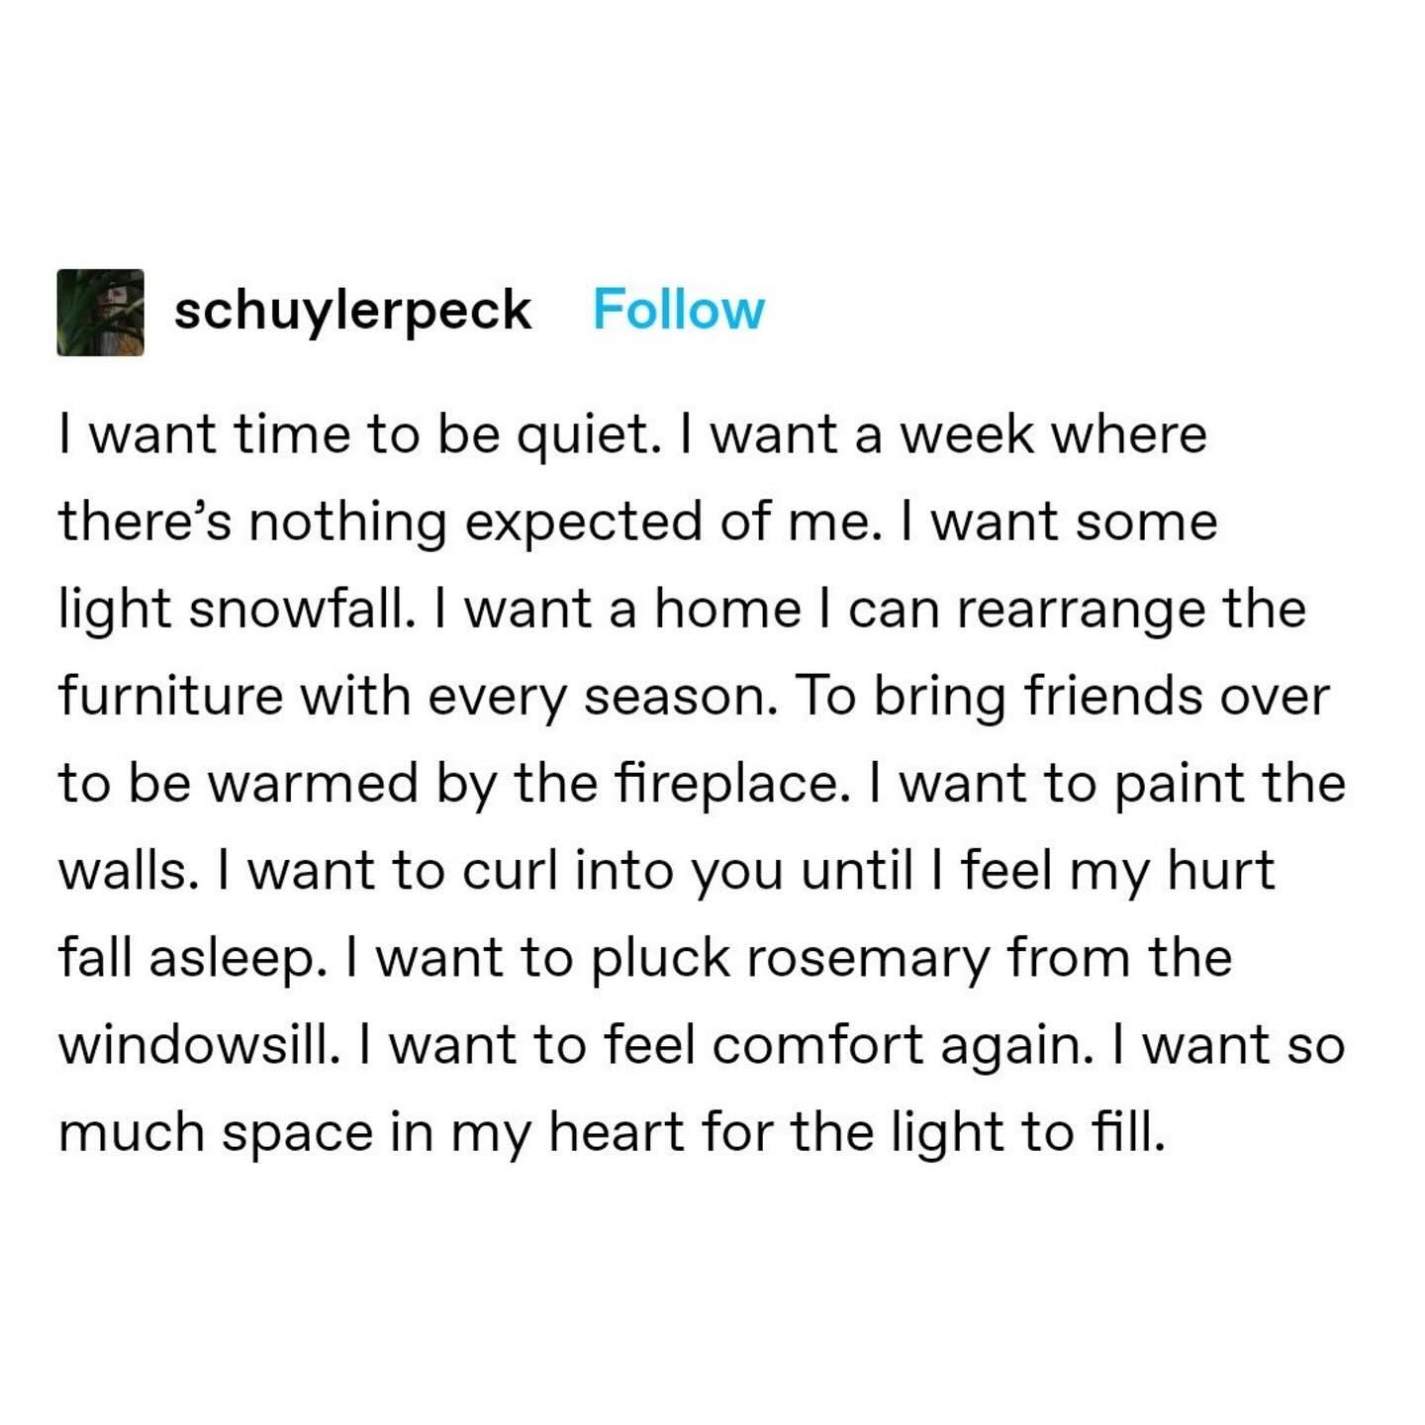 schuylerpeck Follow
I want time to be quiet. I want a week where
there’s nothing expected of me. I want some
light snowfall. I want a home I can rearrange the
furniture with every season. To bring friends over
to be warmed by the fireplace. I want to paint the
walls. I want to curl into you until I feel my hurt
fall asleep. I want to pluck rosemary from the
windowsill. I want to feel comfort again. I want so
much space in my heart for the light to fill.